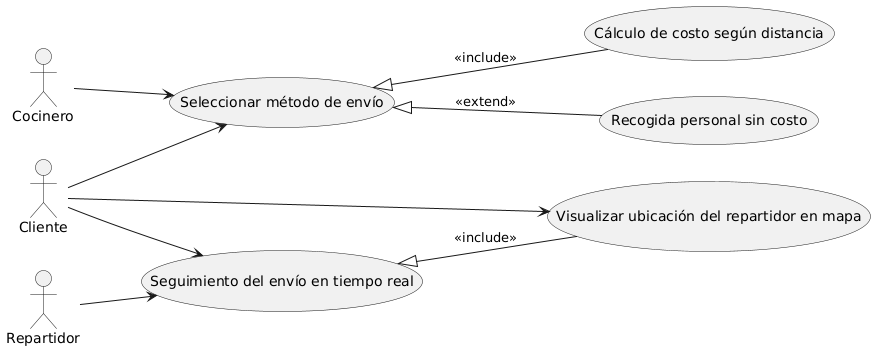 Cálculo de costo según distancia
«include»
Seleccionar método de envío
Cocinero
«extend»
Recogida personal sin costo
Cliente
Visualizar ubicación del repartidor en mapa
«include»
Seguimiento del envío en tiempo real
Repartidor